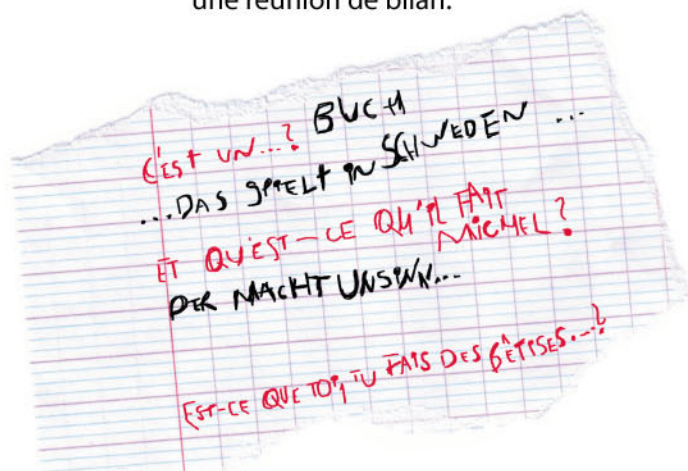 une réunion de bilan.
C'EST UN...? BUCH
...DAS SPIELT IN SCHWEDEN ...
ET QU'EST-CE QU'IL FAIT MICHEL?
DER MACHT UNSINN...
EST-CE QUE TOI, TU FAIS DES BÊTISES...?